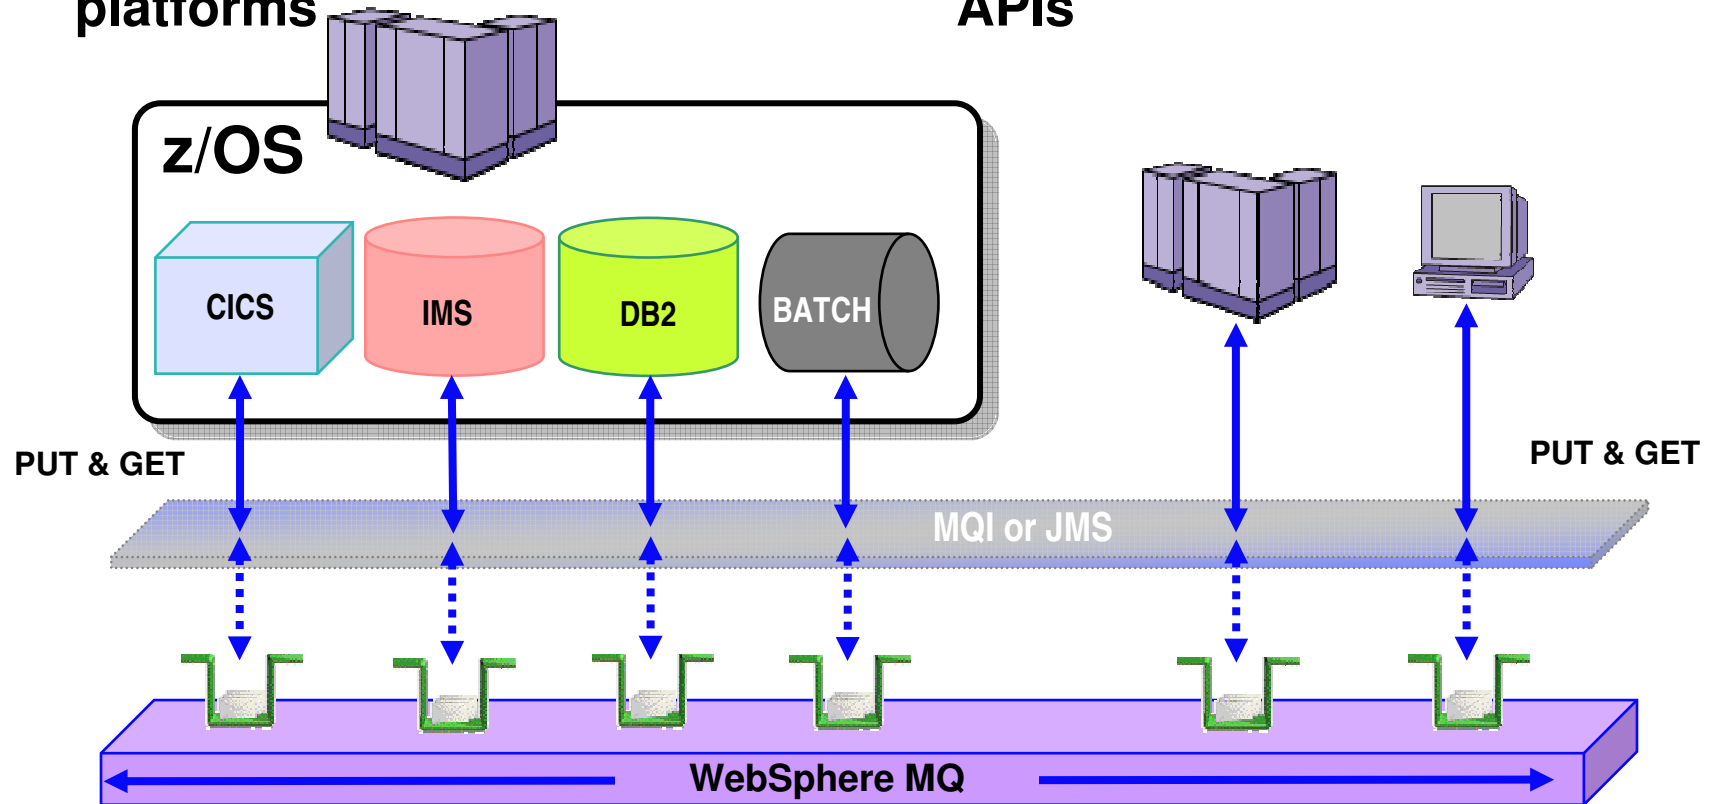 platforms
APIs
z/OS
CICS
IMS
DB2
BATCH
PUT & GET
PUT & GET
MQI or JMS
WebSphere MQ